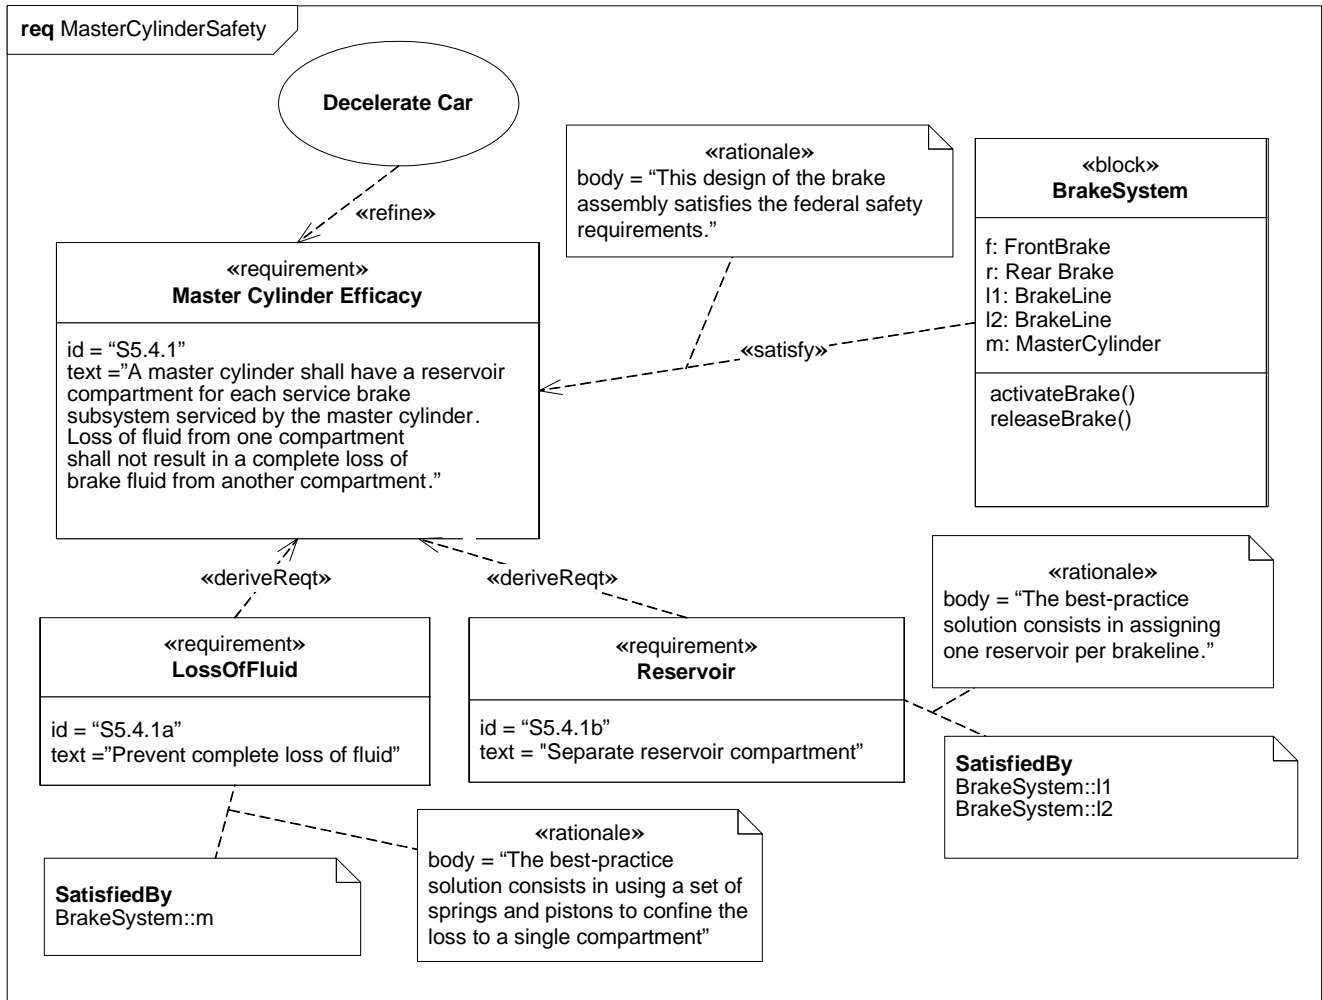 req MasterCylinderSafety
Decelerate Car
«refine»
«rationale»
body = “This design of the brake
assembly satisfies the federal safety
requirements.”
«block»
BrakeSystem
f: FrontBrake
r: Rear Brake
l1: BrakeLine
l2: BrakeLine
m: MasterCylinder
activateBrake()
releaseBrake()
«requirement»
Master Cylinder Efficacy
id = “S5.4.1”
text =”A master cylinder shall have a reservoir
compartment for each service brake
subsystem serviced by the master cylinder.
Loss of fluid from one compartment
shall not result in a complete loss of
brake fluid from another compartment.”
«satisfy»
«deriveReqt»
«deriveReqt»
«requirement»
LossOfFluid
id = “S5.4.1a”
text =”Prevent complete loss of fluid”
«requirement»
Reservoir
id = “S5.4.1b”
text = "Separate reservoir compartment”
«rationale»
body = “The best-practice
solution consists in assigning
one reservoir per brakeline.”
SatisfiedBy
BrakeSystem::l1
BrakeSystem::l2
«rationale»
body = “The best-practice
solution consists in using a set of
springs and pistons to confine the
loss to a single compartment”
SatisfiedBy
BrakeSystem::m